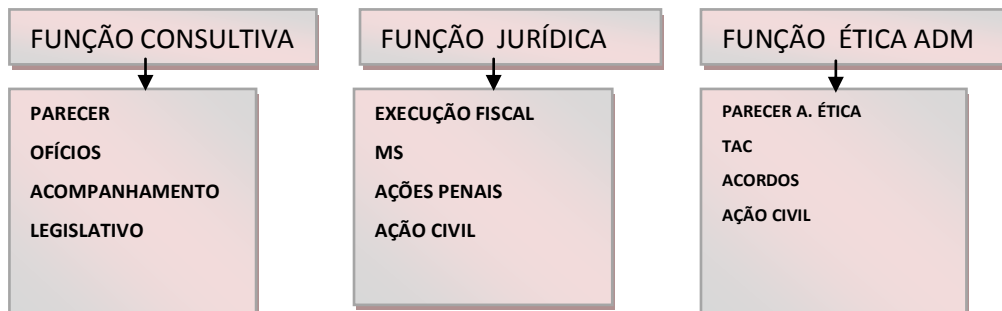 FUNÇÃO CONSULTIVA
PARECER
OFÍCIOS
ACOMPANHAMENTO
LEGISLATIVO
FUNÇÃO JURÍDICA
EXECUÇÃO FISCAL
MS
AÇÕES PENAIS
AÇÃO CIVIL
FUNÇÃO ÉTICA ADM
PARECER A. ÉTICA
TAC
ACORDOS
AÇÃO CIVIL